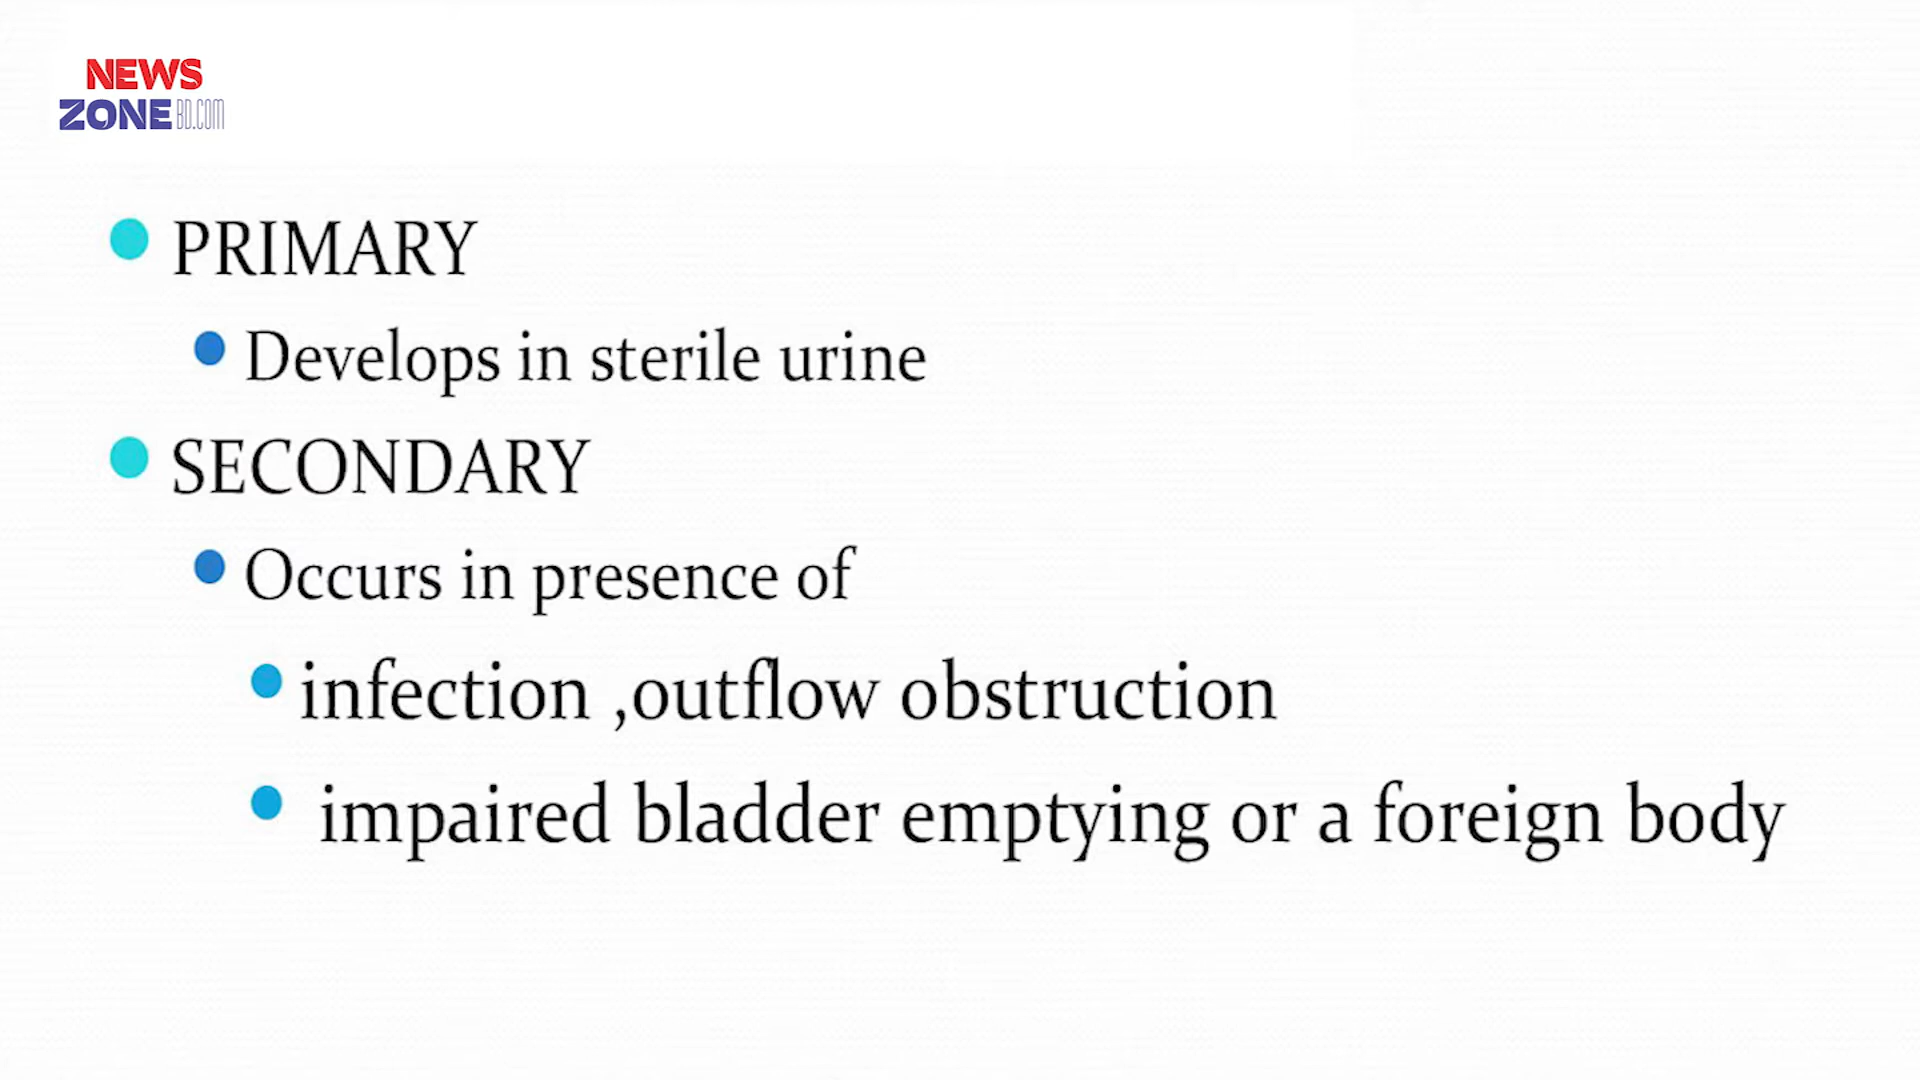 NEWS
ZONE BD.COM
PRIMARY
Develops in sterile urine
SECONDARY
Occurs in presence of
infection ,outflow obstruction
impaired bladder emptying or a foreign body